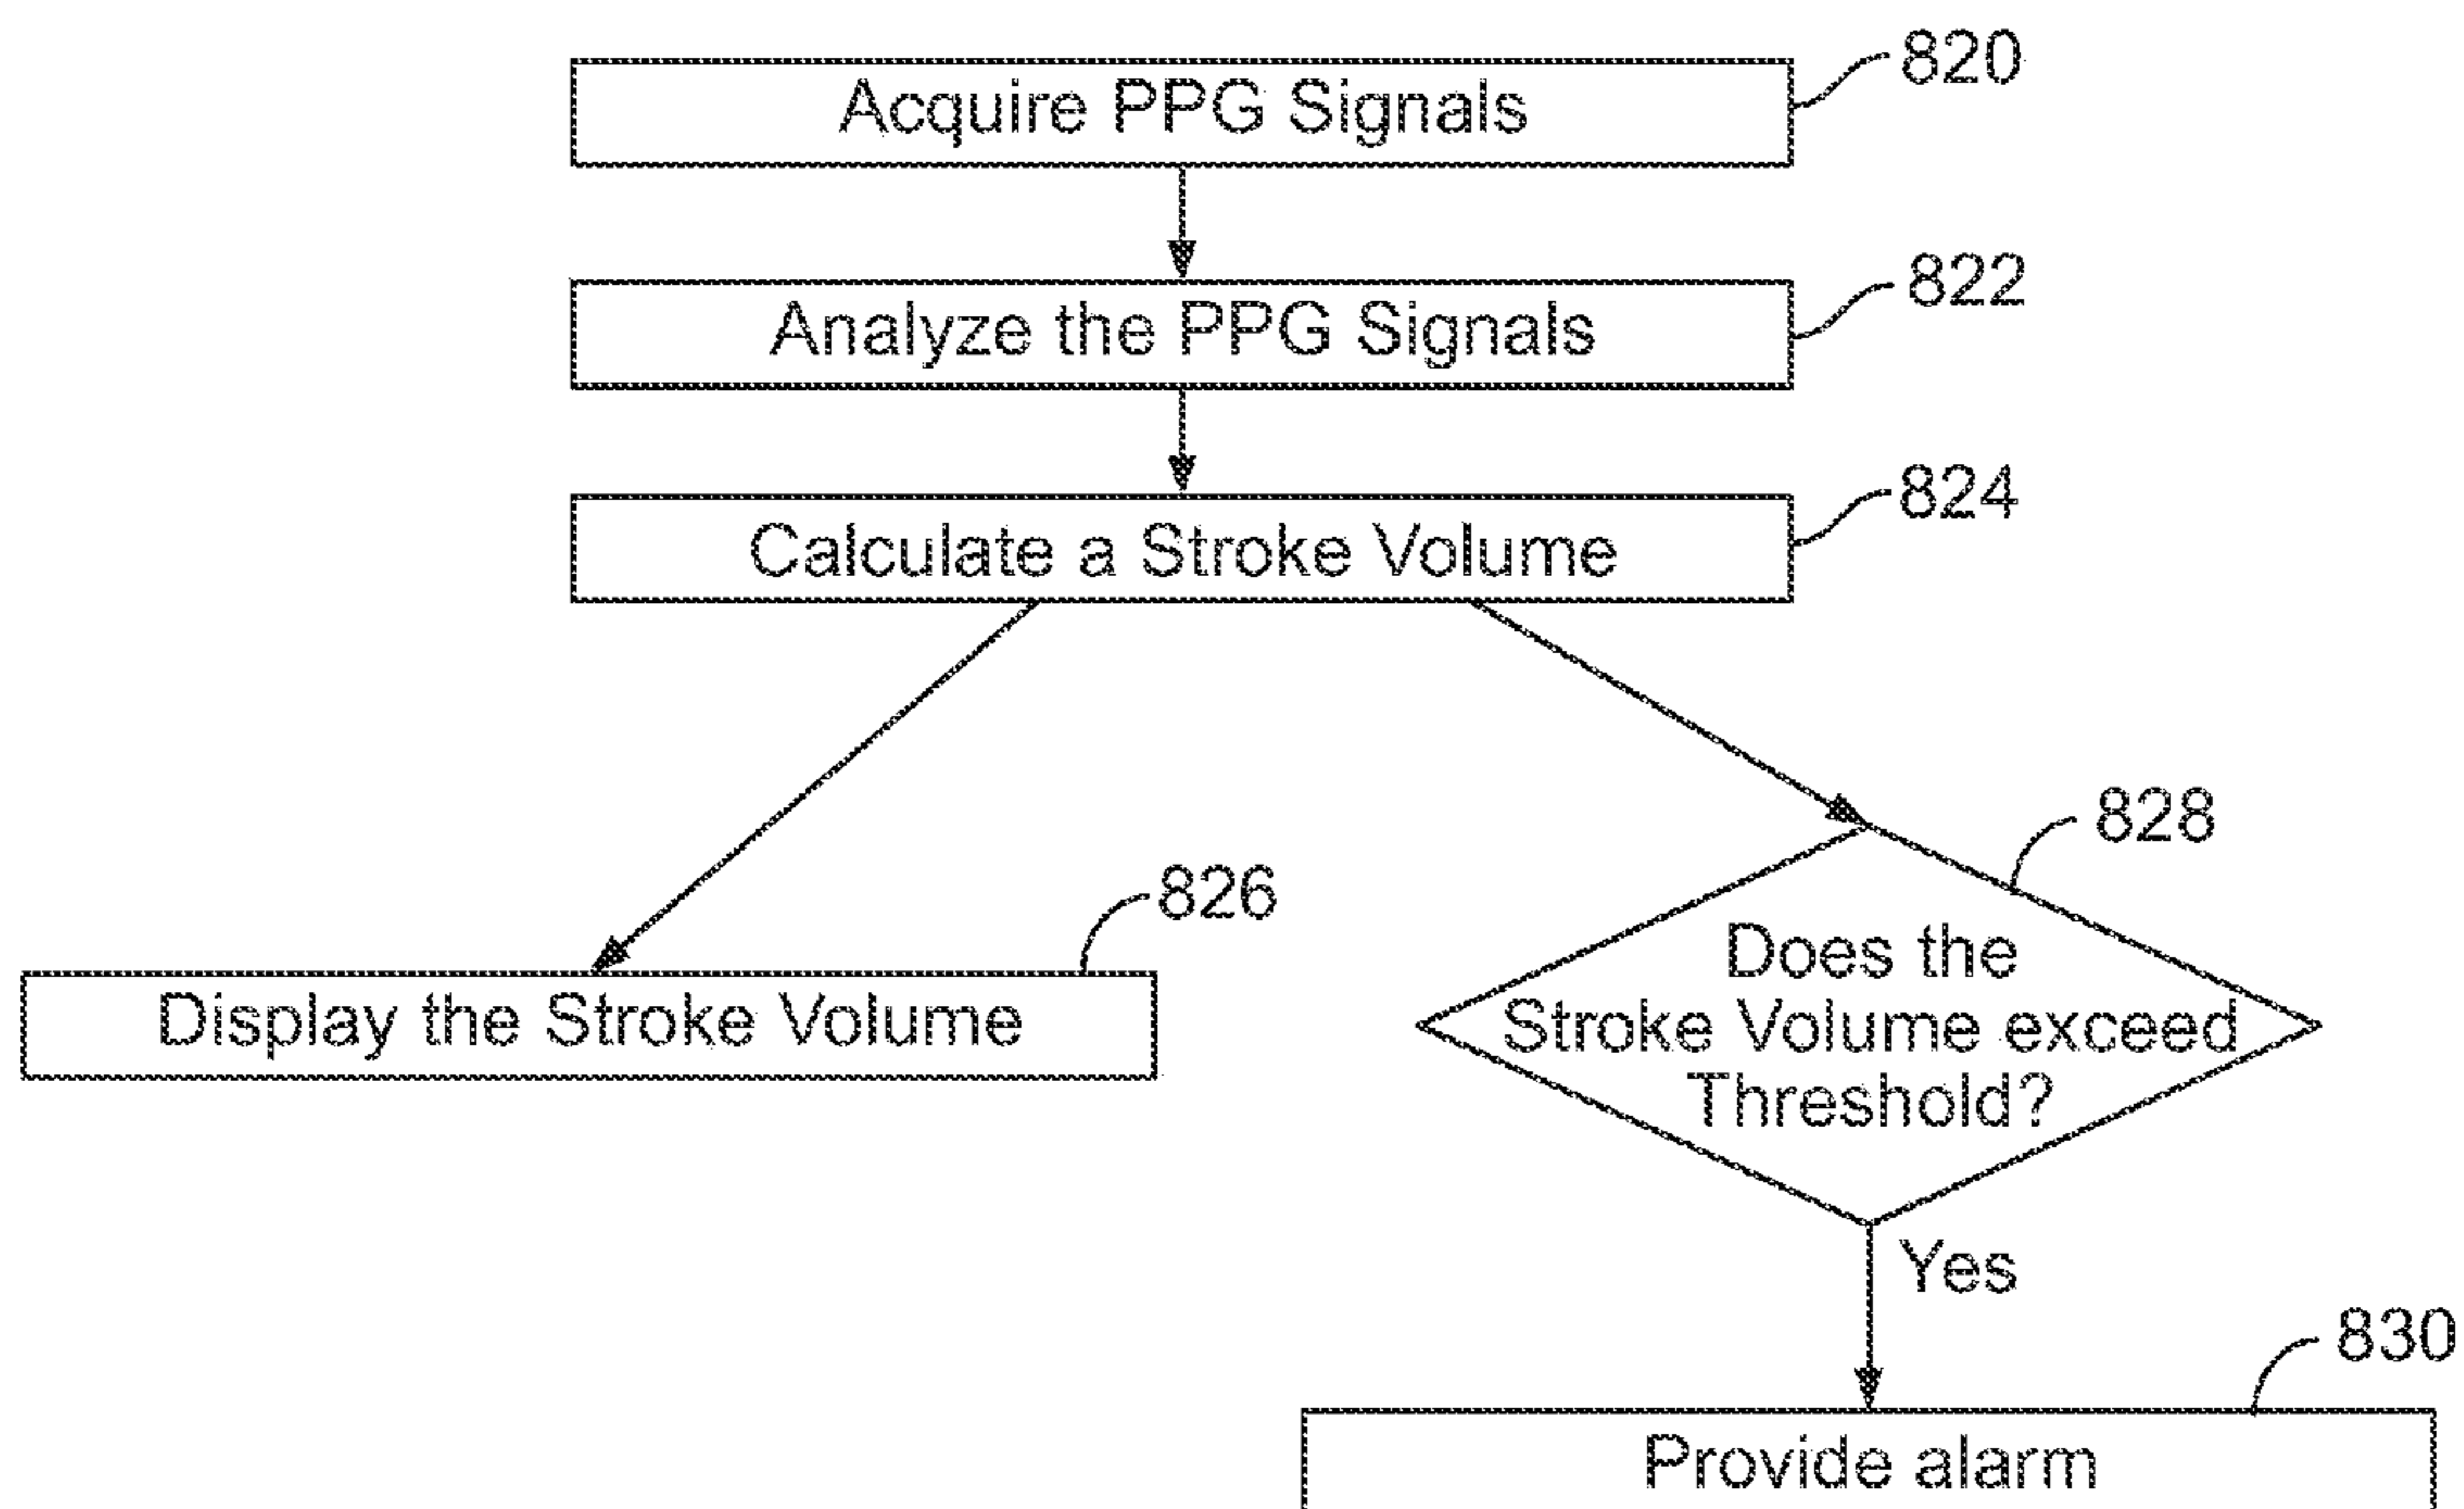 Acquire PPG Signals
820
Analyze the PPG Signals
822
Calculate a Stroke Volume
824
Display the Stroke Volume
826
Does the
Stroke Volume exceed
Threshold?
828
Yes
Provide alarm
830